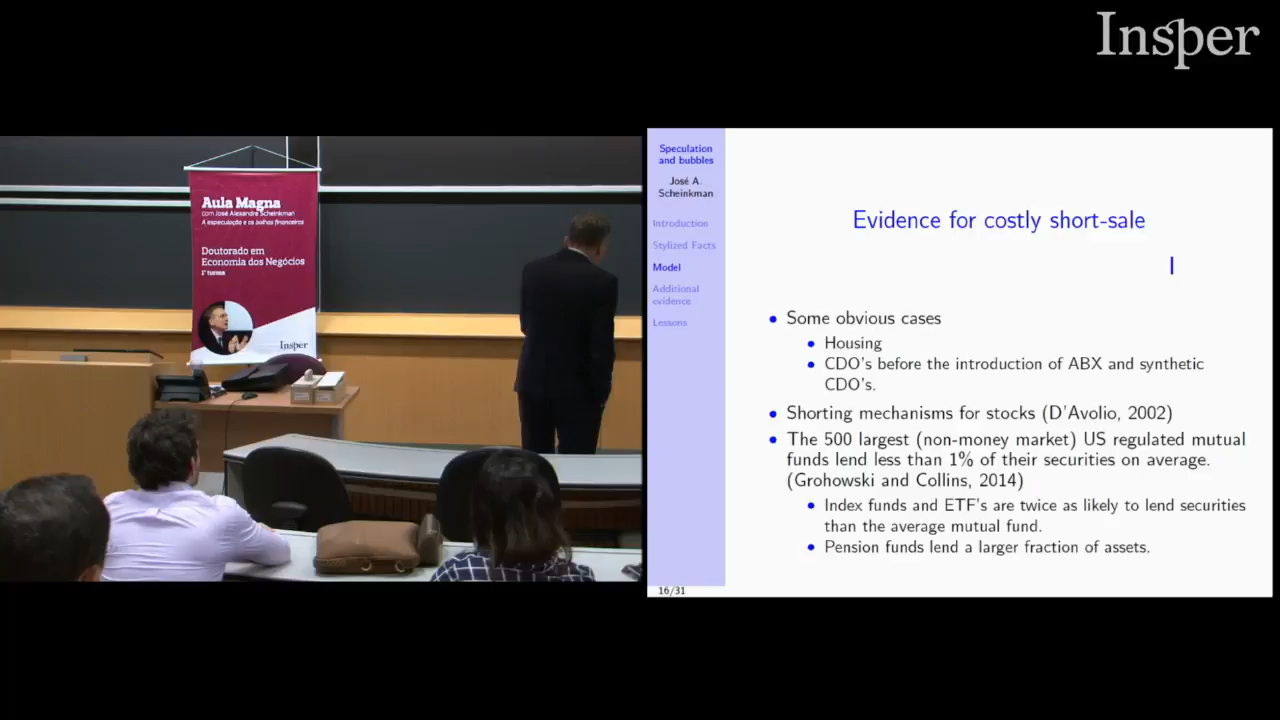 Insper
Aula Magna
com José Alexandre Scheinkman
A especulação e as bolhas financeiras
Doutorado em
Economia dos Negócios
1ª turma
Insper
Speculation
and bubbles
José A.
Scheinkman
Introduction
Stylized Facts
Model
Additional
evidence
Lessons
16/31
Evidence for costly short-sale
I
• Some obvious cases
• Housing
• CDO's before the introduction of ABX and synthetic
CDO's.
• Shorting mechanisms for stocks (D'Avolio, 2002)
• The 500 largest (non-money market) US regulated mutual
funds lend less than 1% of their securities on average.
(Grohowski and Collins, 2014)
• Index funds and ETF's are twice as likely to lend securities
than the average mutual fund.
• Pension funds lend a larger fraction of assets.